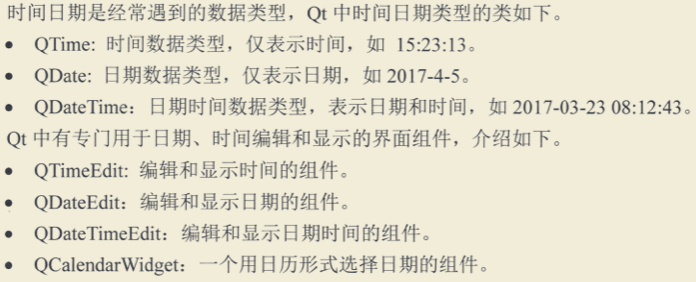 时间日期是经常遇到的数据类型，Qt 中时间日期类型的类如下。
● QTime: 时间数据类型，仅表示时间，如 15:23:13。
● QDate: 日期数据类型，仅表示日期，如 2017-4-5。
● QDateTime：日期时间数据类型，表示日期和时间，如 2017-03-23 08:12:43。
Qt 中有专门用于日期、时间编辑和显示的界面组件，介绍如下。
● QTimeEdit: 编辑和显示时间的组件。
● QDateEdit：编辑和显示日期的组件。
● QDateTimeEdit：编辑和显示日期时间的组件。
● QCalendarWidget：一个用日历形式选择日期的组件。